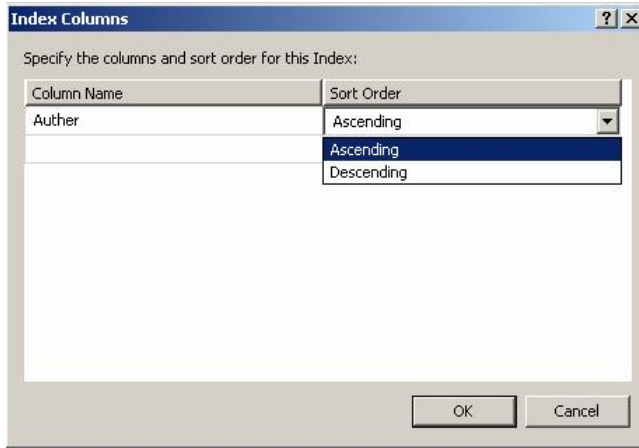 Index Columns
Specify the columns and sort order for this Index:
Column Name Sort Order
Auther Ascending
Ascending
Descending
OK Cancel